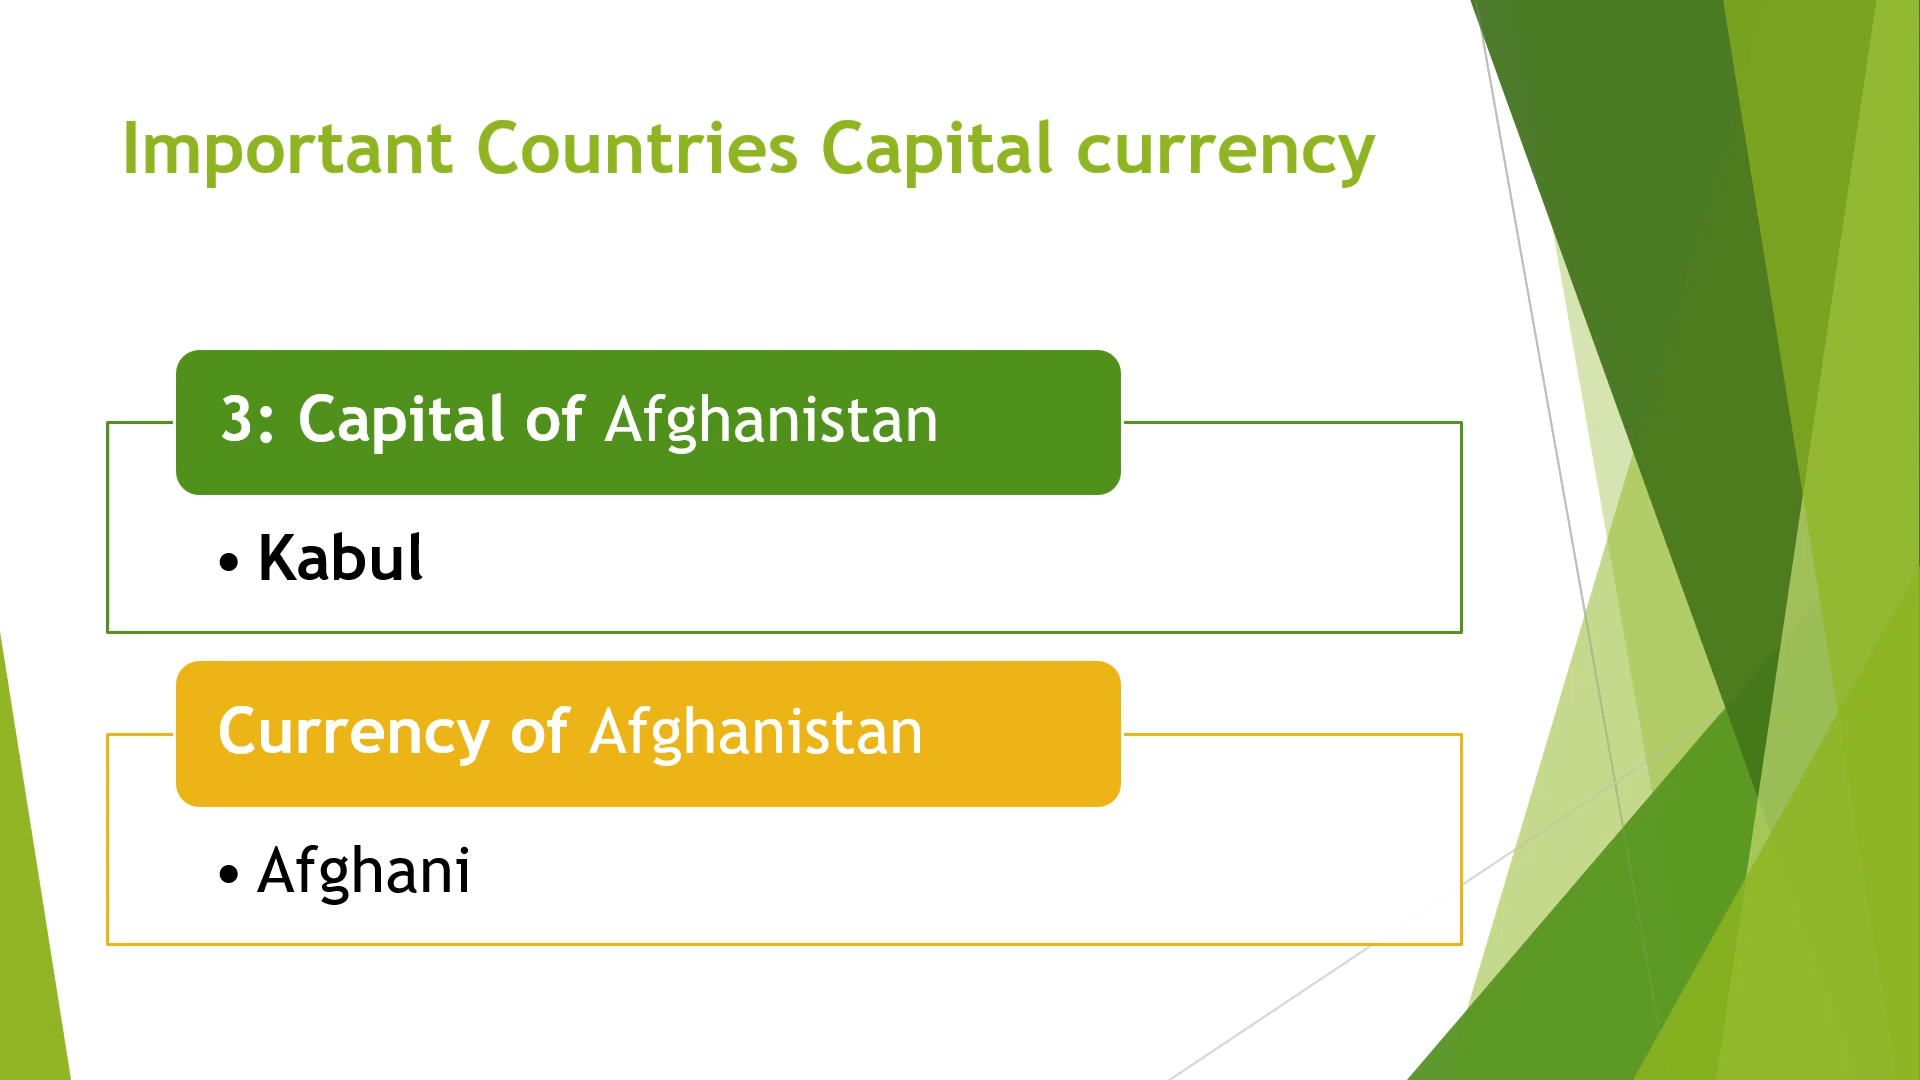 Important Countries Capital currency
3: Capital of Afghanistan
• Kabul
Currency of Afghanistan
• Afghani